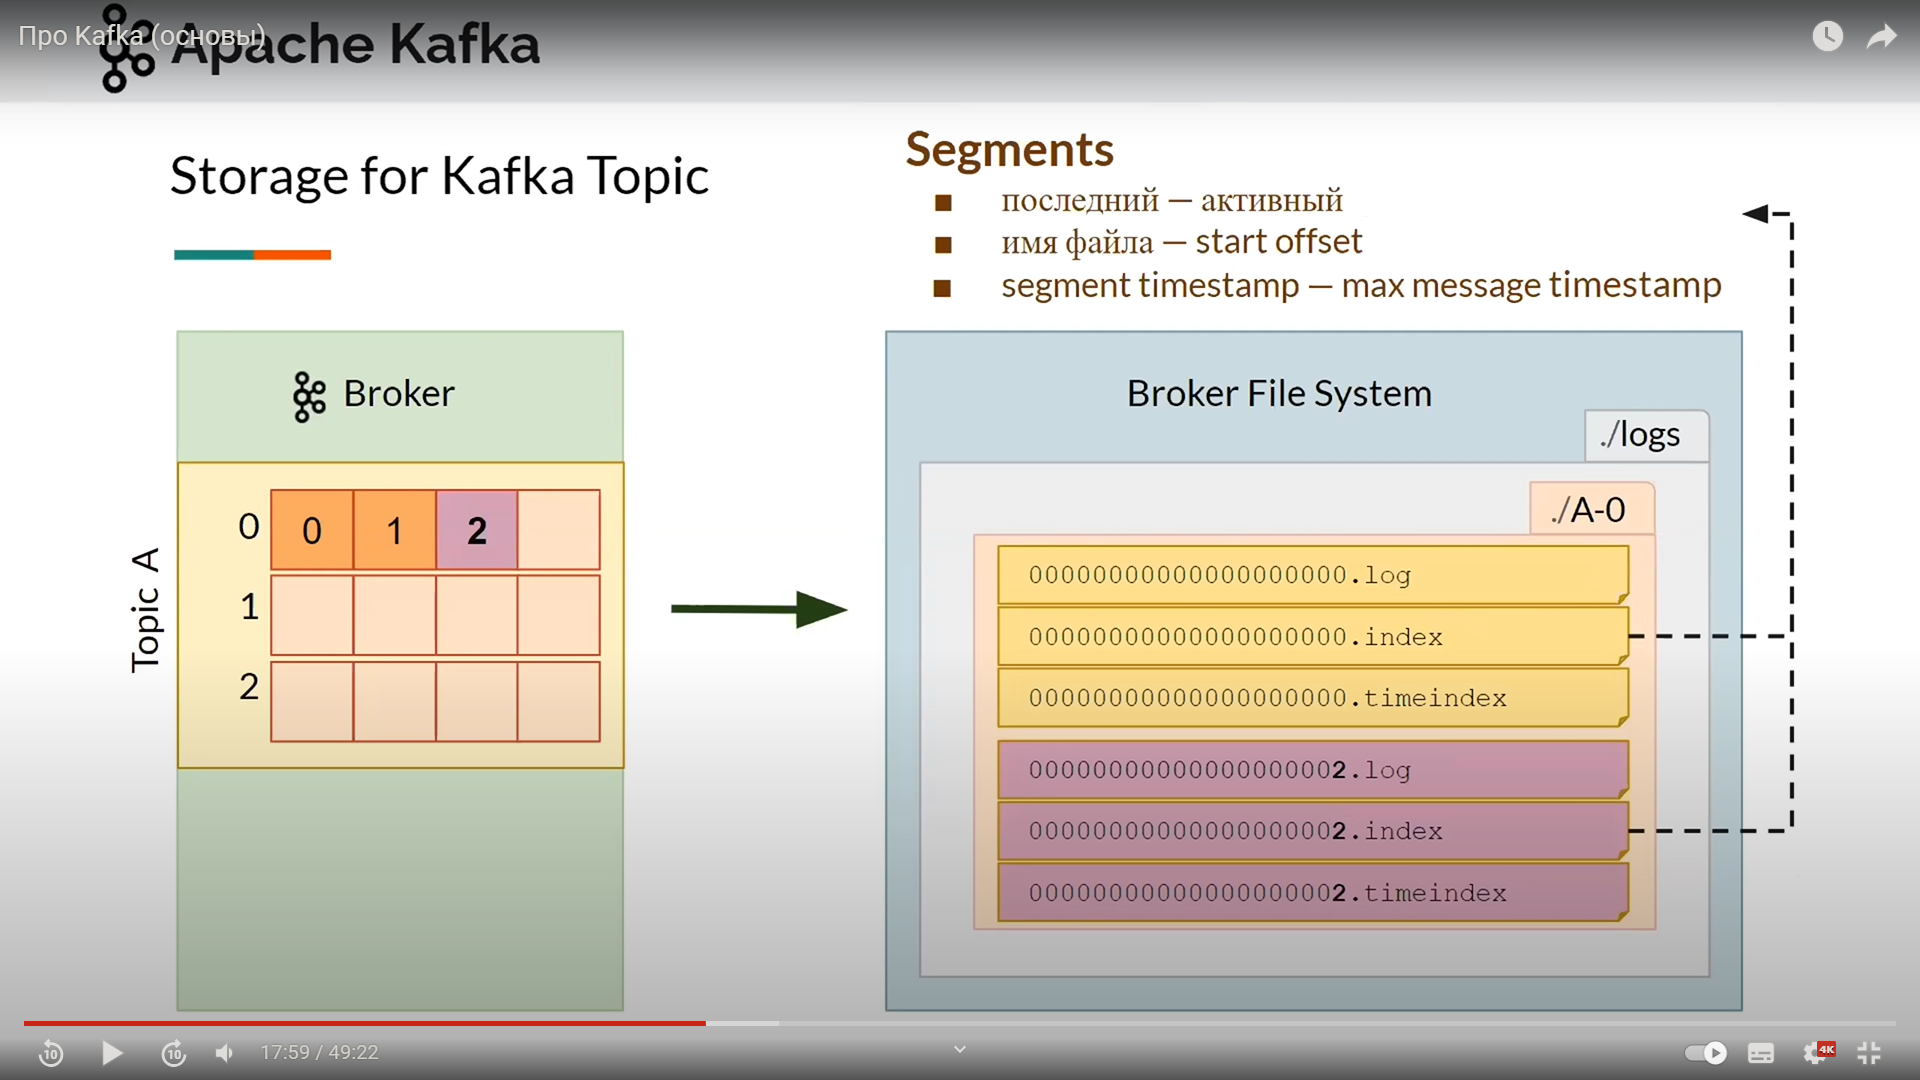 Про Kafka (основы)
Apache Kafka
Storage for Kafka Topic
Segments
последний — активный
имя файла — start offset
segment timestamp — max message timestamp
Broker
Topic A
0
0 1 2
1
2
Broker File System
./logs
./A-0
00000000000000000000.log
00000000000000000000.index
00000000000000000000.timeindex
00000000000000000002.log
00000000000000000002.index
00000000000000000002.timeindex
10
10
17:59 / 49:22
4K